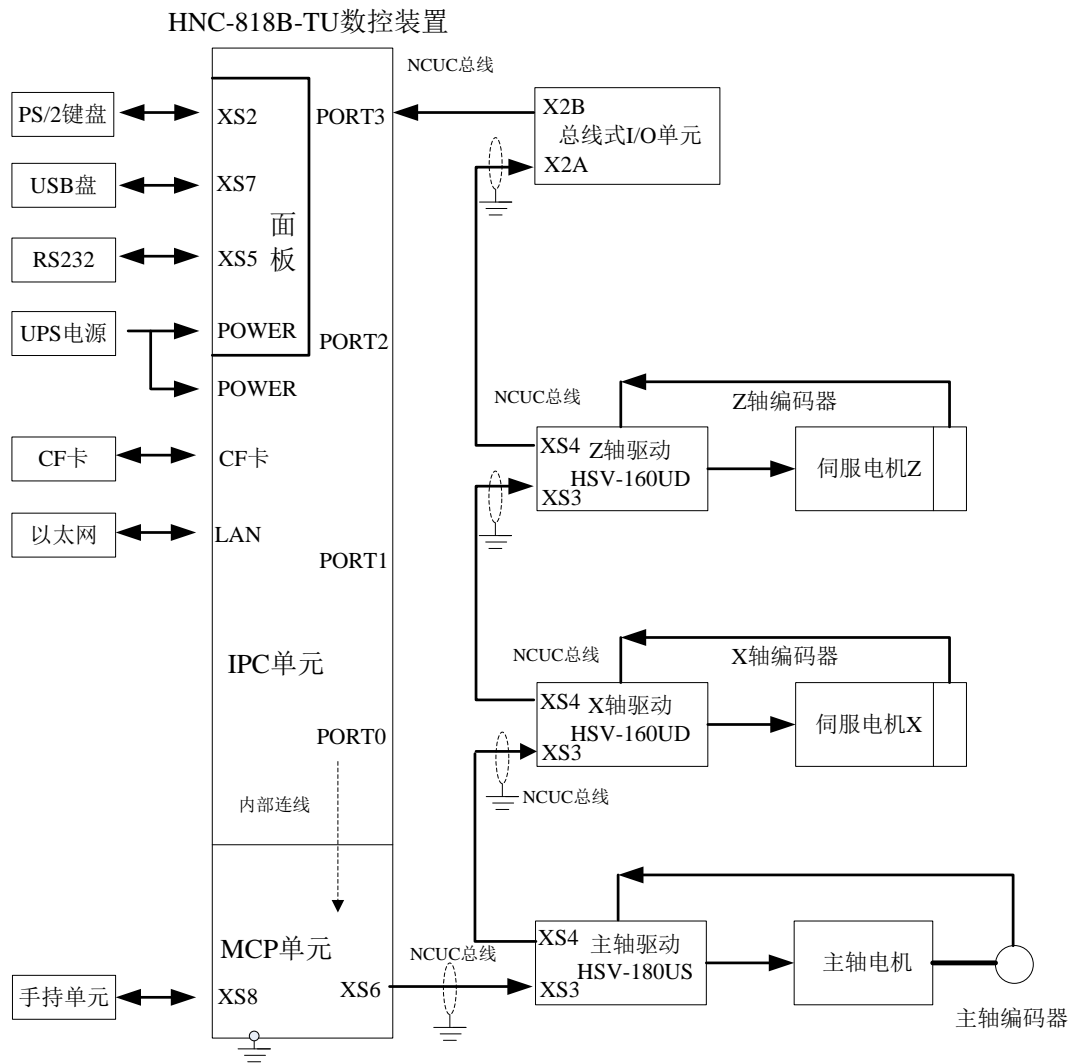 HNC-818B-TU数控装置
NCUC总线
PS/2键盘
XS2
PORT3
X2B
总线式I/O单元
X2A
USB盘
XS7
面
板
RS232
XS5
UPS电源
POWER
PORT2
POWER
NCUC总线
Z轴编码器
CF卡
CF卡
XS4
Z轴驱动
HSV-160UD
XS3
伺服电机Z
以太网
LAN
PORT1
NCUC总线
X轴编码器
IPC单元
XS4
X轴驱动
HSV-160UD
XS3
伺服电机X
PORT0
内部连线
NCUC总线
MCP单元
NCUC总线
XS4
主轴驱动
HSV-180US
XS3
主轴电机
手持单元
XS8
XS6
主轴编码器